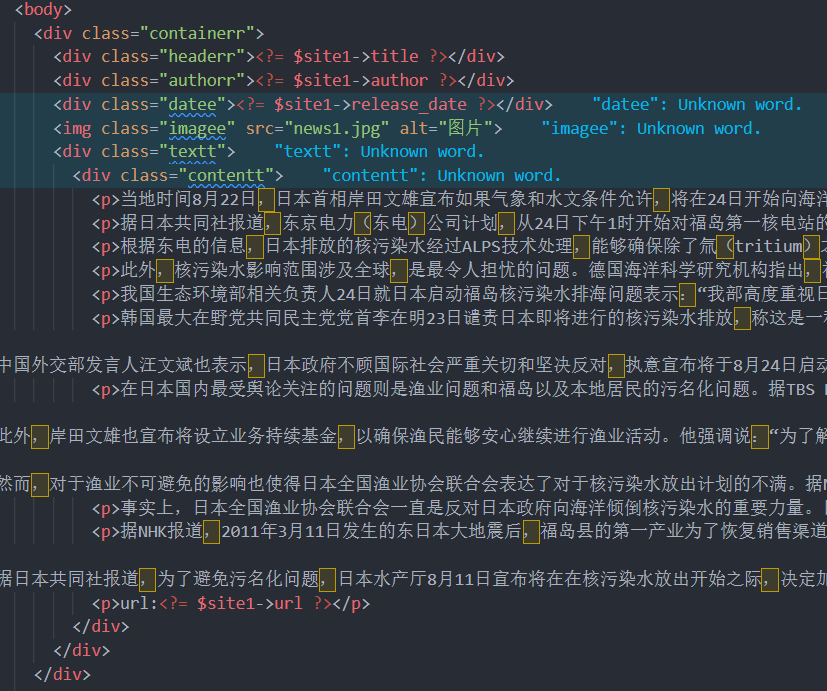 <body>
<div class="containerr">
<div class="headerr"><?= $site1->title ?></div>
<div class="authorr"><?= $site1->author ?></div>
<div class="datee"><?= $site1->release_date ?></div> "datee": Unknown word.
<img class="imagee" src="news1.jpg" alt="图片"> "imagee": Unknown word.
<div class="textt"> "textt": Unknown word.
<div class="contentt"> "contentt": Unknown word.
<p>当地时间8月22日，日本首相岸田文雄宣布如果气象和水文条件允许，将在24日开始向海洋
<p>据日本共同社报道，东京电力（东电）公司计划，从24日下午1时开始对福岛第一核电站的
<p>根据东电的信息，日本排放的核污染水经过ALPS技术处理，能够确保除了氚（tritium）之
<p>此外，核污染水影响范围涉及全球，是最令人担忧的问题。德国海洋科学研究机构指出，
<p>我国生态环境部相关负责人24日就日本启动福岛核污染水排海问题表示：“我部高度重视日
<p>韩国最大在野党共同民主党党首李在明23日谴责日本即将进行的核污染水排放，称这是一种
中国外交部发言人汪文斌也表示，日本政府不顾国际社会严重关切和坚决反对，执意宣布将于8月24日启动
<p>在日本国内最受舆论关注的问题则是渔业问题和福岛以及本地居民的污名化问题。据TBS
此外，岸田文雄也宣布将设立业务持续基金，以确保渔民能够安心继续进行渔业活动。他强调说：“为了解
然而，对于渔业不可避免的影响也使得日本全国渔业协会联合会表达了对于核污染水放出计划的不满。据N
<p>事实上，日本全国渔业协会联合会一直是反对日本政府向海洋倾倒核污染水的重要力量。
<p>据NHK报道，2011年3月11日发生的东日本大地震后，福岛县的第一产业为了恢复销售渠道
据日本共同社报道，为了避免污名化问题，日本水产厅8月11日宣布将在在核污染水放出开始之际，决定加
<p>url:<?= $site1->url ?></p>
</div>
</div>
</div>